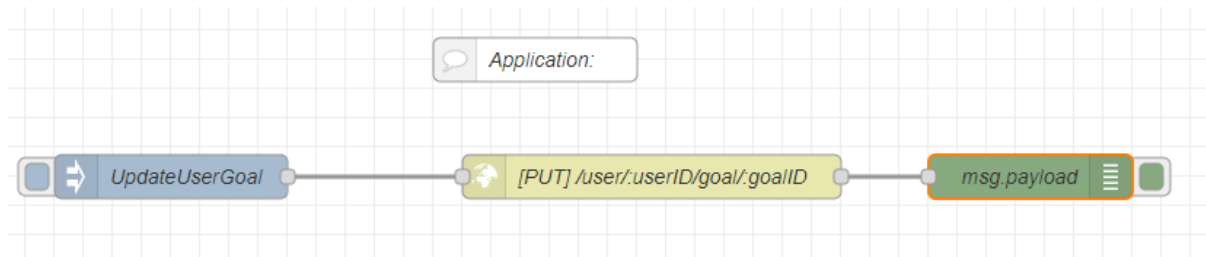 Application:
UpdateUserGoal
[PUT] /user/:userID/goal/:goalID
msg.payload